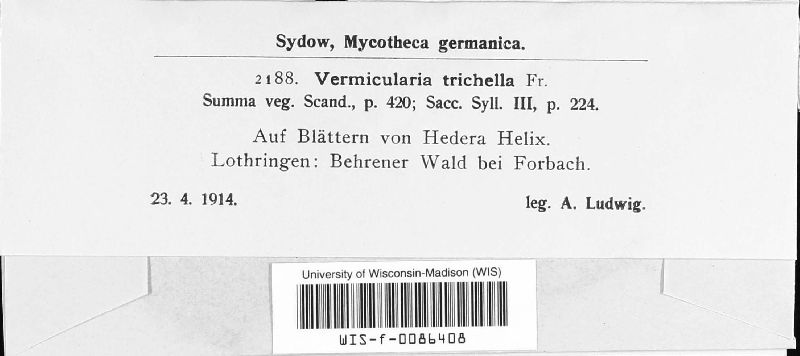 Sydow, Mycotheca germanica.
2188. Vermicularia trichella Fr.
Summa veg. Scand., p. 420; Sacc. Syll. III, p. 224.
Auf Blättern von Hedera Helix.
Lothringen: Behrener Wald bei Forbach.
23. 4. 1914. leg. A. Ludwig.
University of Wisconsin-Madison (WIS)
WIS-f-0086408